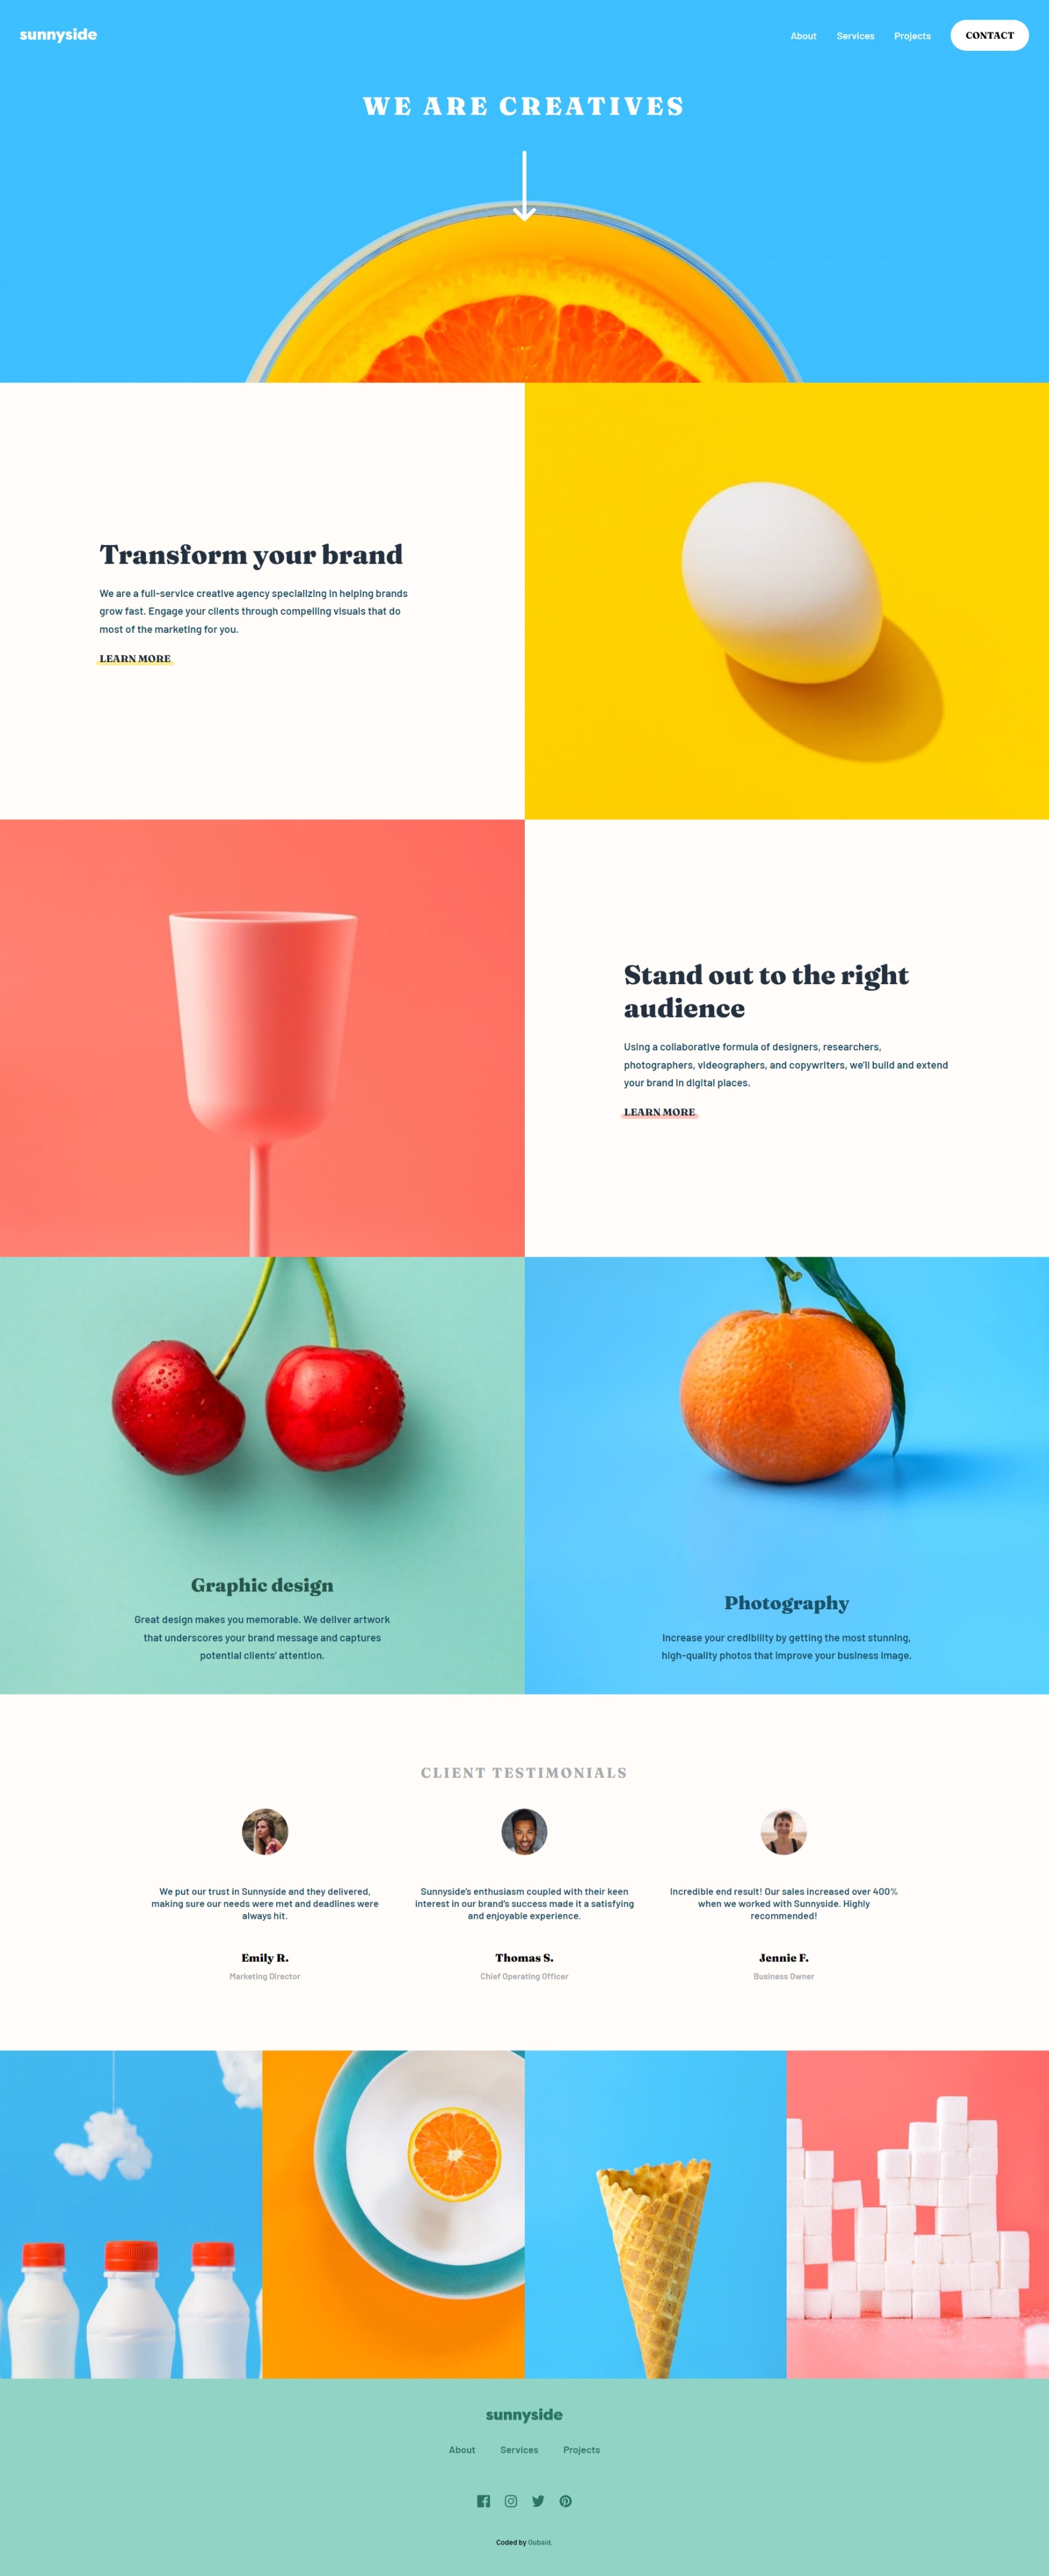 sunnyside
About Services Projects CONTACT
WE ARE CREATIVES
Transform your brand
We are a full-service creative agency specializing in helping brands
grow fast. Engage your clients through compelling visuals that do
most of the marketing for you.
LEARN MORE
Stand out to the right
audience
Using a collaborative formula of designers, researchers,
photographers, videographers, and copywriters, we'll build and extend
your brand in digital places.
LEARN MORE
Graphic design
Great design makes you memorable. We deliver artwork
that underscores your brand message and captures
potential clients' attention.
Photography
Increase your credibility by getting the most stunning,
high-quality photos that improve your business image.
CLIENT TESTIMONIALS
We put our trust in Sunnyside and they delivered,
making sure our needs were met and deadlines were
always hit.
Emily R.
Marketing Director
Sunnyside's enthusiasm coupled with their keen
interest in our brand's success made it a satisfying
and enjoyable experience.
Thomas S.
Chief Operating Officer
Incredible end result! Our sales increased over 400%
when we worked with Sunnyside. Highly
recommended!
Jennie F.
Business Owner
sunnyside
About Services Projects
Coded by Oubaid.